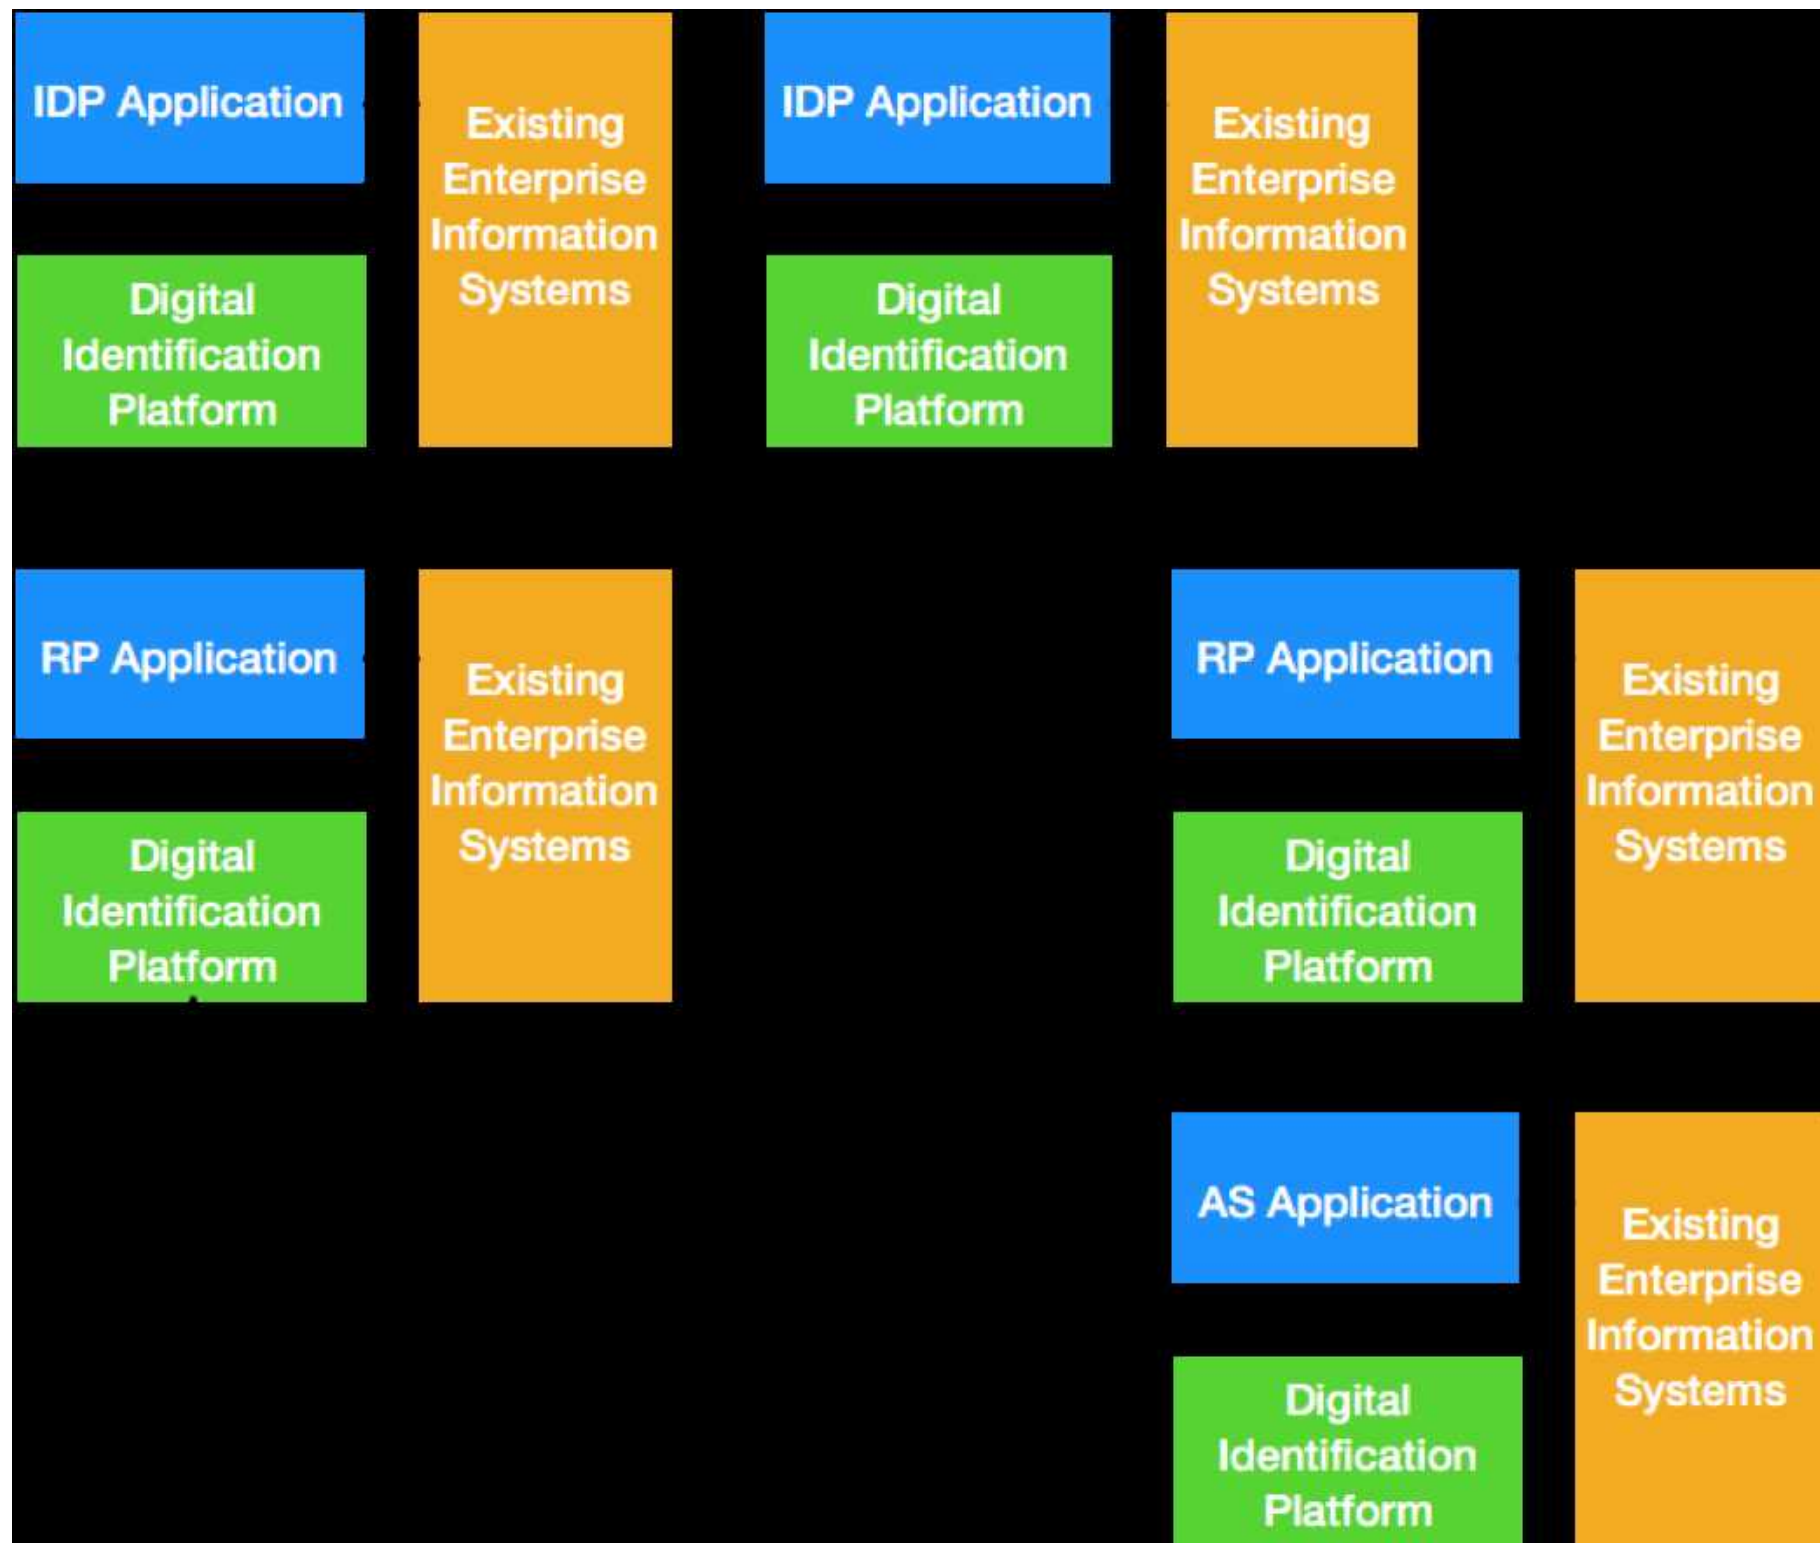 IDP Application
Existing
Enterprise
Information
Systems
Digital
Identification
Platform
IDP Application
Existing
Enterprise
Information
Systems
Digital
Identification
Platform
RP Application
Existing
Enterprise
Information
Systems
Digital
Identification
Platform
RP Application
Existing
Enterprise
Information
Systems
Digital
Identification
Platform
AS Application
Existing
Enterprise
Information
Systems
Digital
Identification
Platform